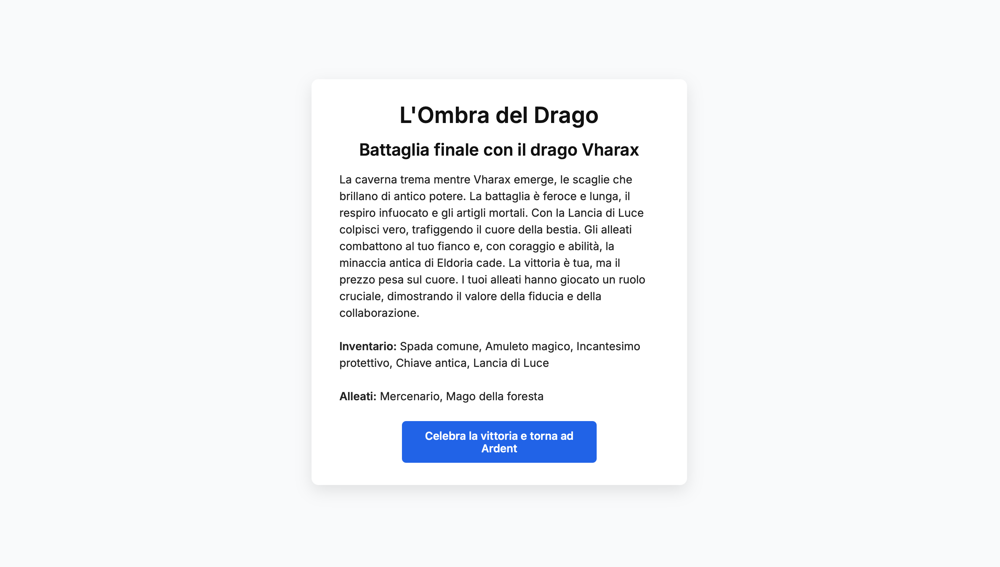 L'Ombra del Drago
Battaglia finale con il drago Vharax
La caverna trema mentre Vharax emerge, le scaglie che
brillano di antico potere. La battaglia è feroce e lunga, il
respiro infuocato e gli artigli mortali. Con la Lancia di Luce
colpisci vero, trafiggendo il cuore della bestia. Gli alleati
combattono al tuo fianco e, con coraggio e abilità, la
minaccia antica di Eldoria cade. La vittoria è tua, ma il
prezzo pesa sul cuore. I tuoi alleati hanno giocato un ruolo
cruciale, dimostrando il valore della fiducia e della
collaborazione.
Inventario: Spada comune, Amuleto magico, Incantesimo
protettivo, Chiave antica, Lancia di Luce
Alleati: Mercenario, Mago della foresta
Celebra la vittoria e torna ad
Ardent